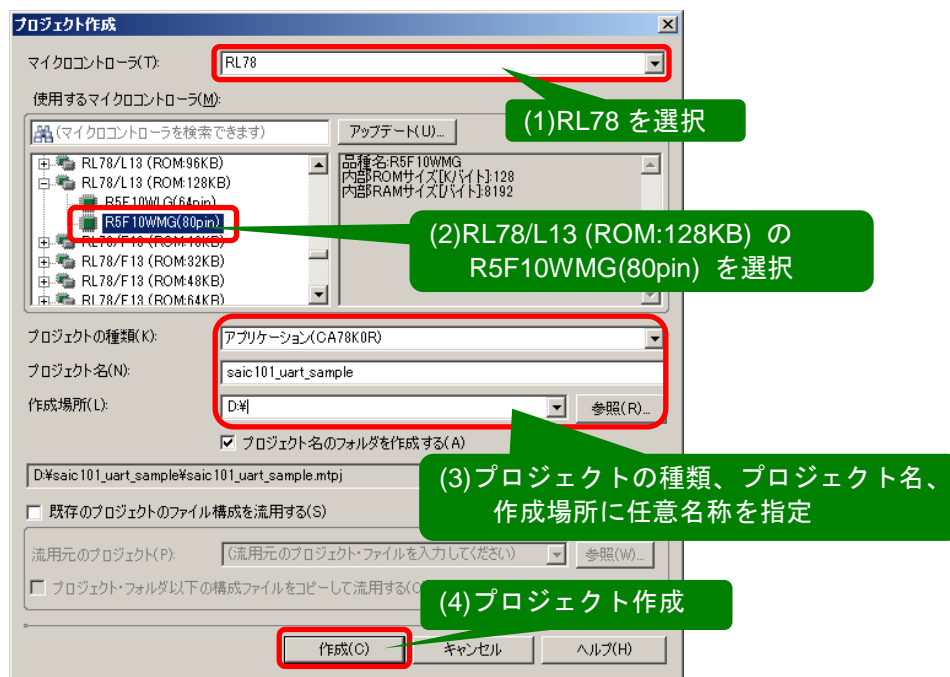 プロジェクト作成
マイクロコントローラ(T):
RL78
使用するマイクロコントローラ(M):
(1)RL78 を選択
(マイクロコントローラを検索できます)
アップデート(U)...
RL78/L13 (ROM:96KB)
RL78/L13 (ROM:128KB)
R5F10WLG(64pin)
R5F10WMG(80pin)
RL78/F13 (ROM:16KB)
RL78/F13 (ROM:32KB)
RL78/F13 (ROM:48KB)
RL78/F13 (ROM:64KB)
品種名:R5F10WMG
内部ROMサイズ[Kバイト]:128
内部RAMサイズ[バイト]:8192
(2)RL78/L13 (ROM:128KB) の
R5F10WMG(80pin) を選択
プロジェクトの種類(K):
アプリケーション(CA78K0R)
プロジェクト名(N):
saic101_uart_sample
作成場所(L):
D:¥
参照(R)...
プロジェクト名のフォルダを作成する(A)
D:¥saic101_uart_sample¥saic101_uart_sample.mtpj
(3)プロジェクトの種類、プロジェクト名、
作成場所に任意名称を指定
既存のプロジェクトのファイル構成を流用する(S)
流用元のプロジェクト(P):
(流用元のプロジェクト・ファイルを入力してください)
参照(W)...
プロジェクト・フォルダ以下の構成ファイルをコピーして流用する(O)
(4)プロジェクト作成
作成(C)
キャンセル
ヘルプ(H)